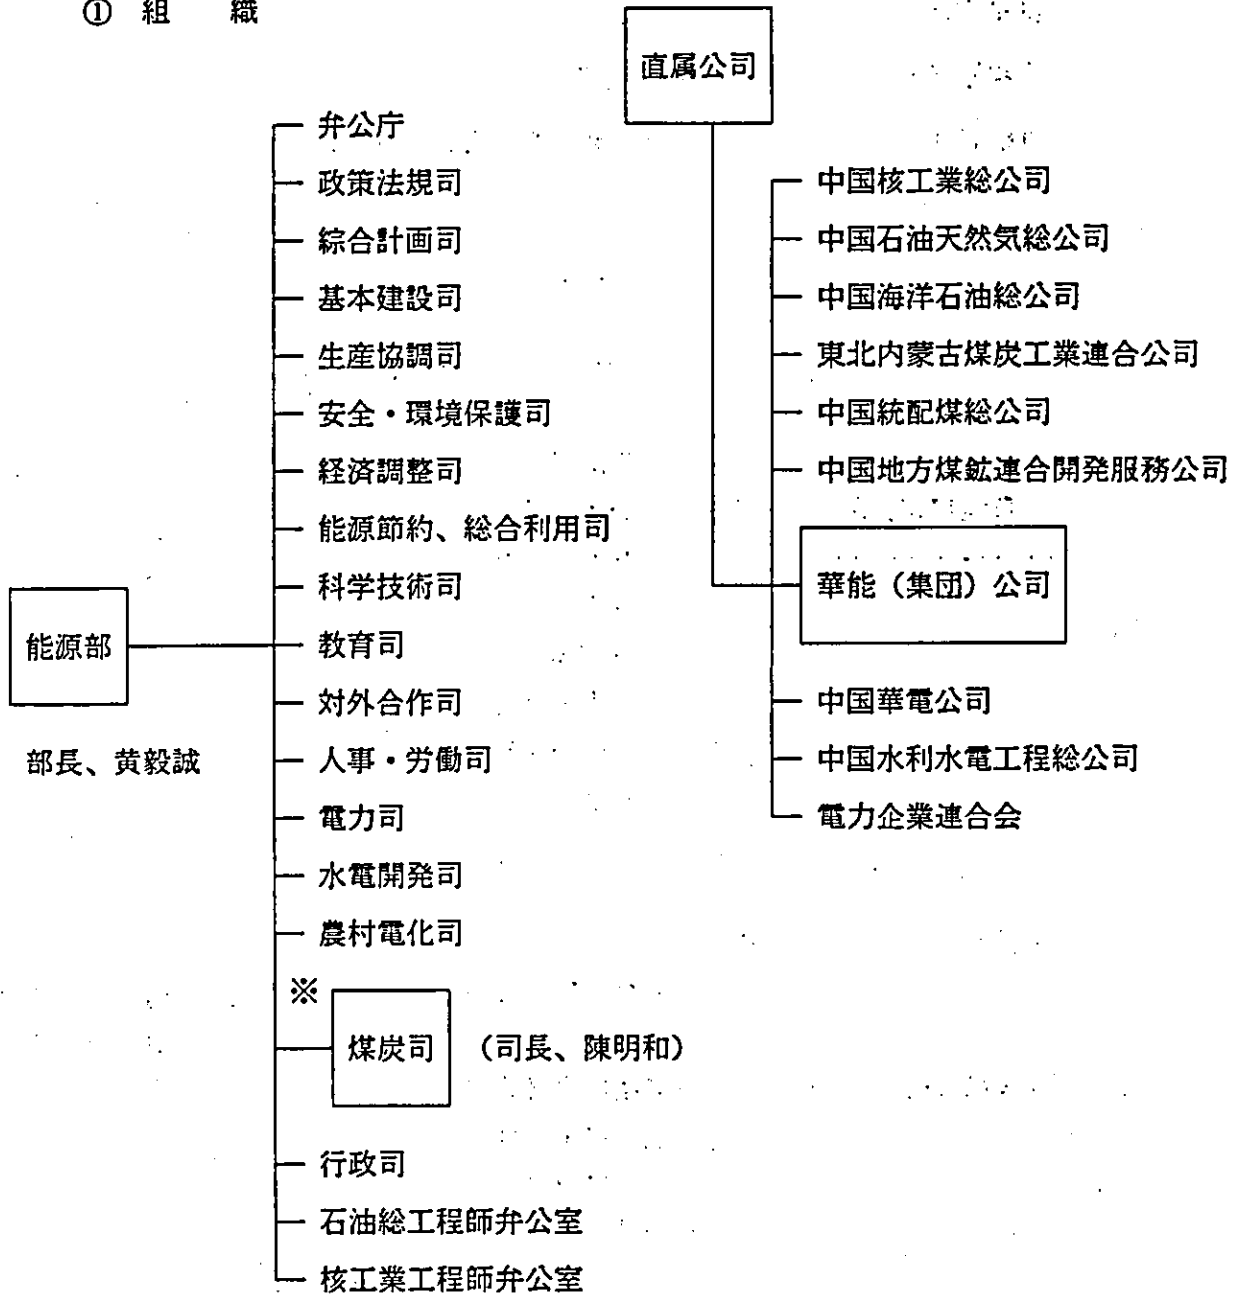 ① 組 織
能源部
部長、黄毅誠
弁公庁
政策法規司
綜合計画司
基本建設司
生産協調司
安全・環境保護司
経済調整司
能源節約、総合利用司
科学技術司
教育司
対外合作司
人事・労働司
電力司
水電開発司
農村電化司
※
煤炭司 (司長、陳明和)
行政司
石油総工程師弁公室
核工業工程師弁公室
直属公司
中国核工業総公司
中国石油天然気総公司
中国海洋石油総公司
東北内蒙古煤炭工業連合公司
中国統配煤総公司
中国地方煤鉱連合開発服務公司
華能(集団)公司
中国華電公司
中国水利水電工程総公司
電力企業連合会